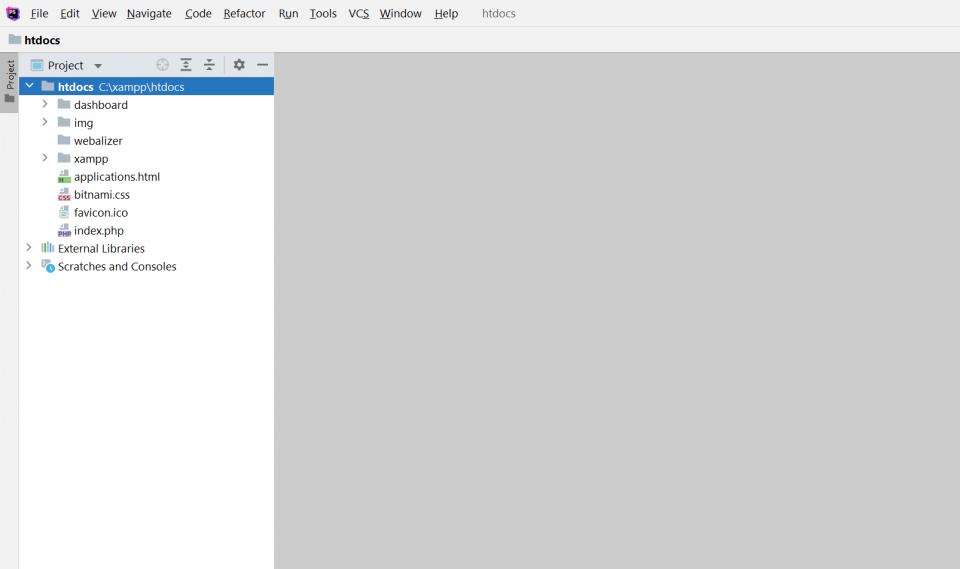 File Edit View Navigate Code Refactor Run Tools VCS Window Help htdocs
htdocs
Project
Project
htdocs C:\xampp\htdocs
dashboard
img
webalizer
xampp
applications.html
bitnami.css
favicon.ico
index.php
External Libraries
Scratches and Consoles